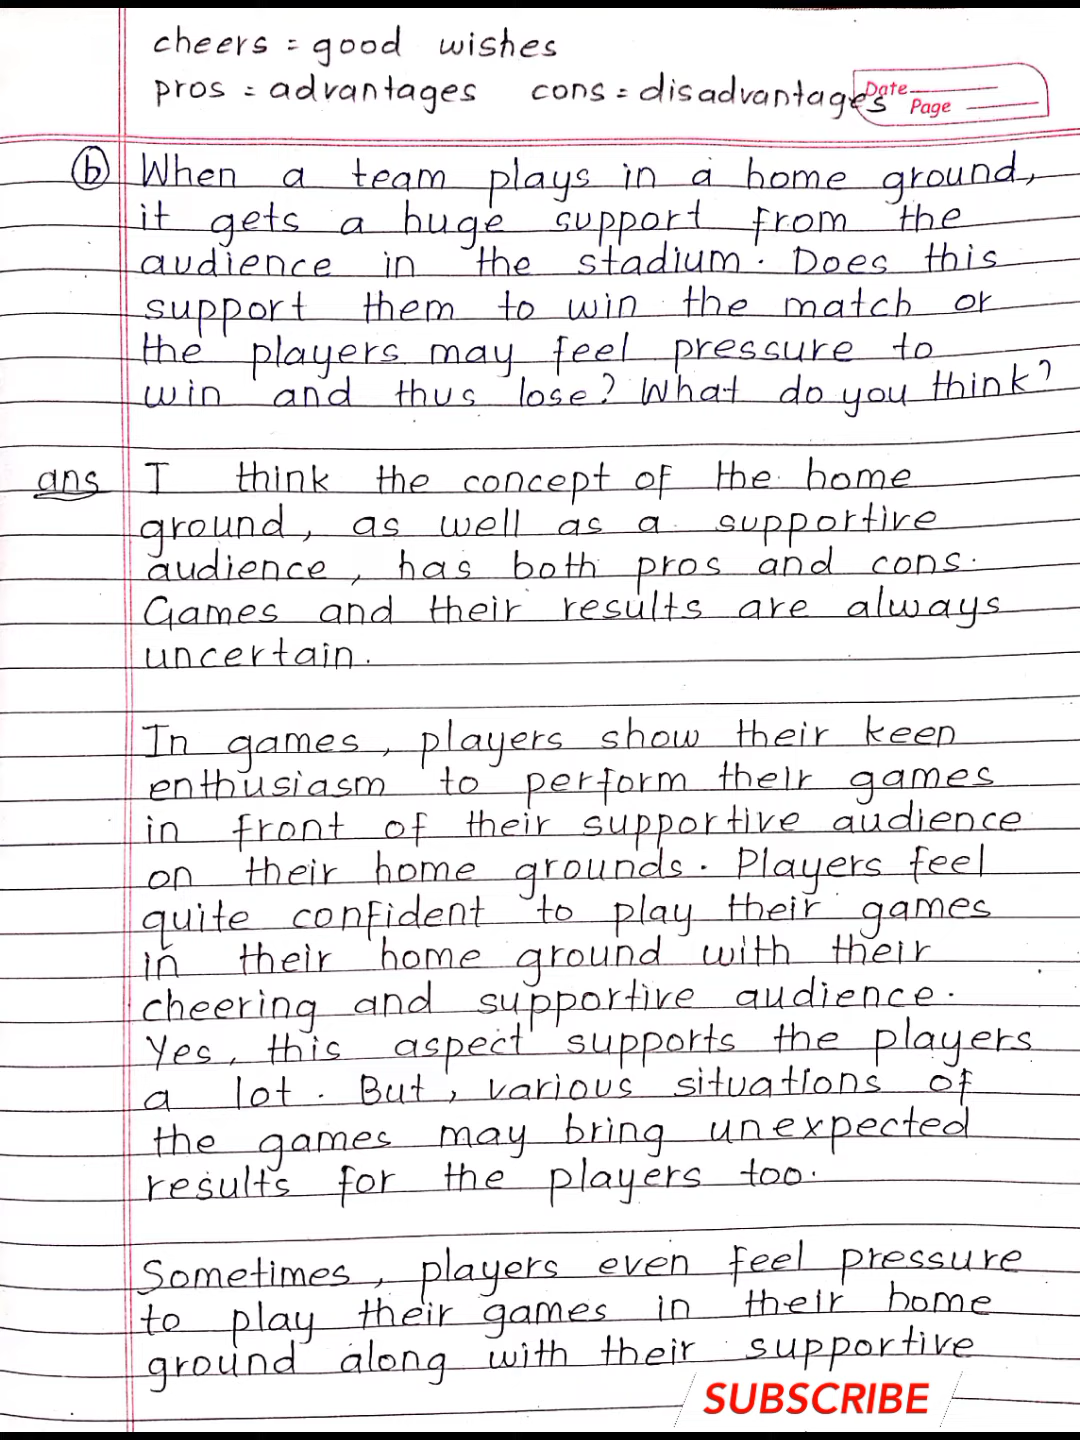 cheers = good wishes
pros = advantages cons = disadvantages
Date
Page
b When a team plays in a home ground,
it gets a huge support from the
audience in the stadium. Does this
support them to win the match or
the players may feel pressure to
win and thus lose? What do you think?
ans I think the concept of the home
ground, as well as a supportive
audience, has both pros and cons.
Games and their results are always
uncertain.
In games, players show their keen
enthusiasm to perform their games
in front of their supportive audience
on their home grounds. Players feel
quite confident to play their games
in their home ground with their
cheering and supportive audience.
Yes, this aspect supports the players
a lot. But, various situations of
the games may bring unexpected
results for the players too.
Sometimes, players even feel pressure
to play their games in their home
ground along with their supportive
SUBSCRIBE